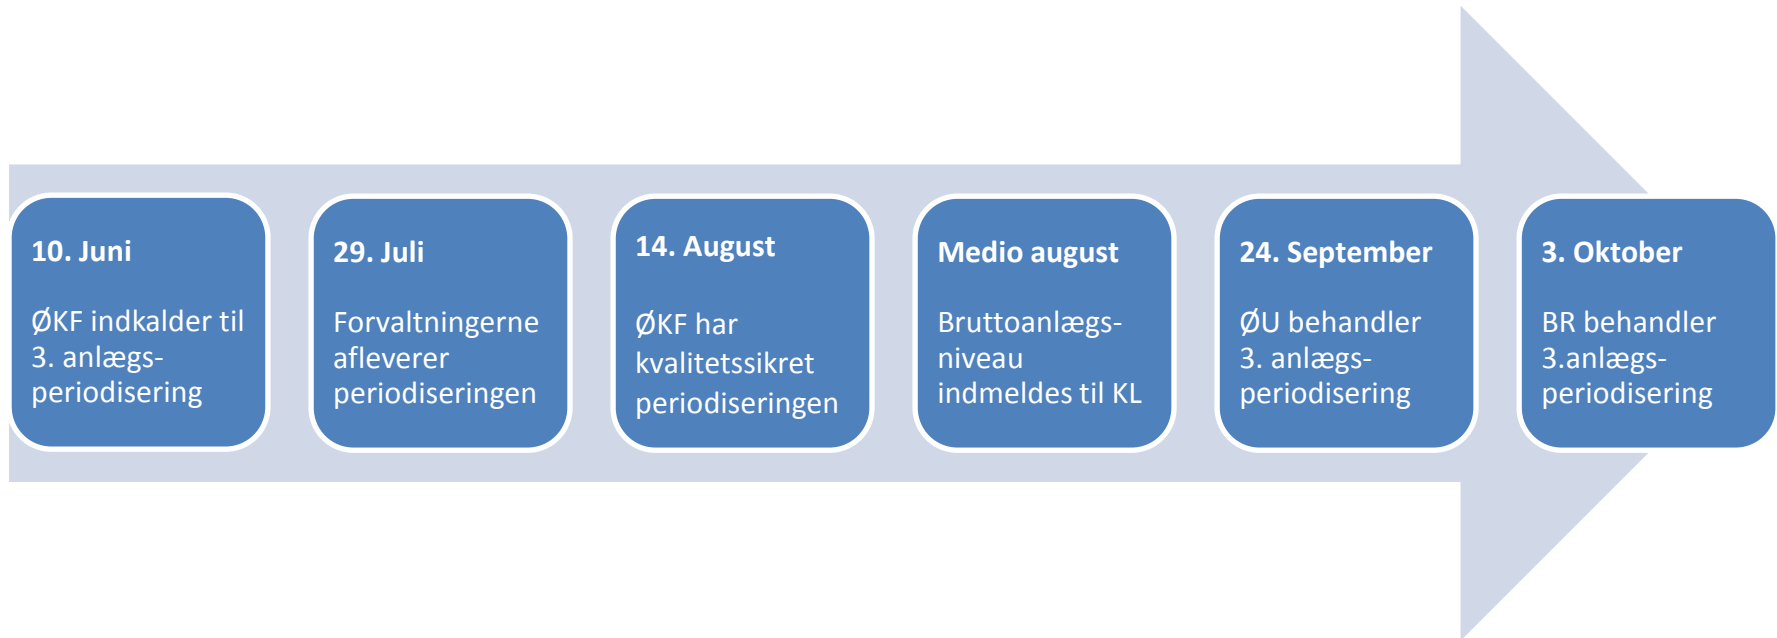 10. Juni
ØKF indkalder til
3. anlægs-
periodisering
29. Juli
Forvaltningerne
afleverer
periodiseringen
14. August
ØKF har
kvalitetssikret
periodiseringen
Medio august
Bruttoanlægs-
niveau
indmeldes til KL
24. September
ØU behandler
3. anlægs-
periodisering
3. Oktober
BR behandler
3.anlægs-
periodisering